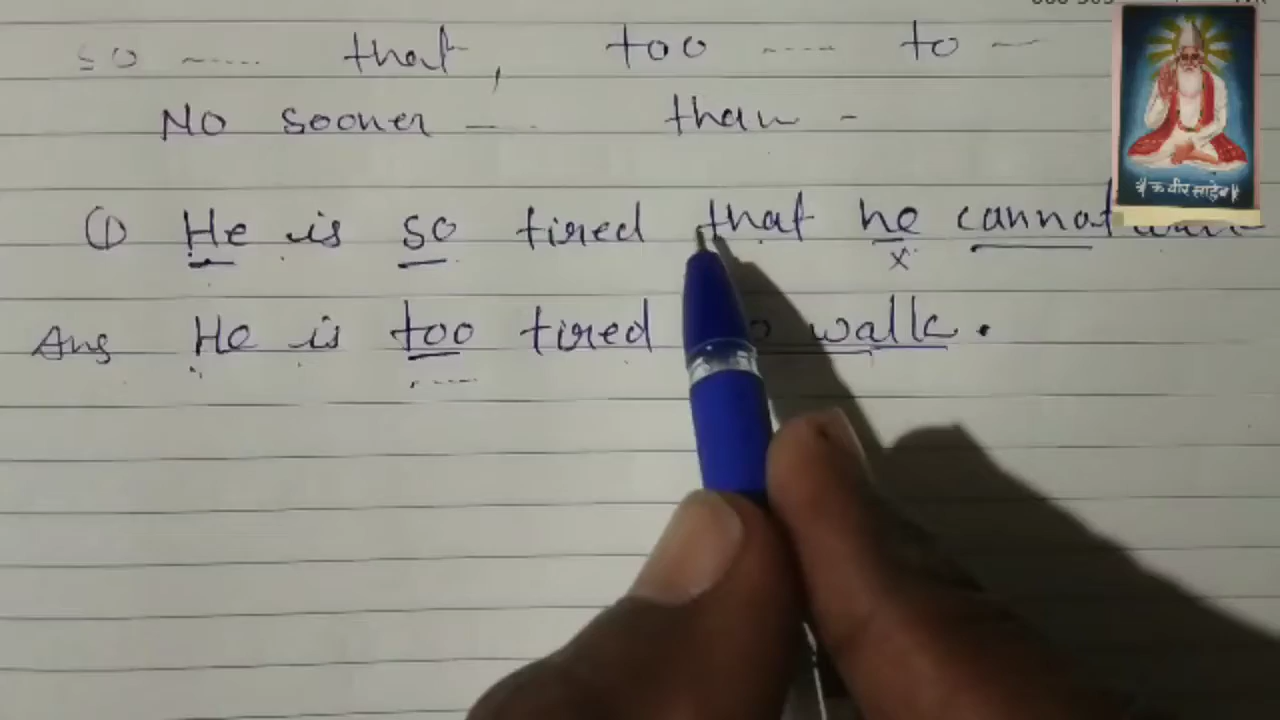 so ----- that, too ---- to -
No sooner - - than -
① He is so tired that he cannat
x
Ans He is too tired walk.